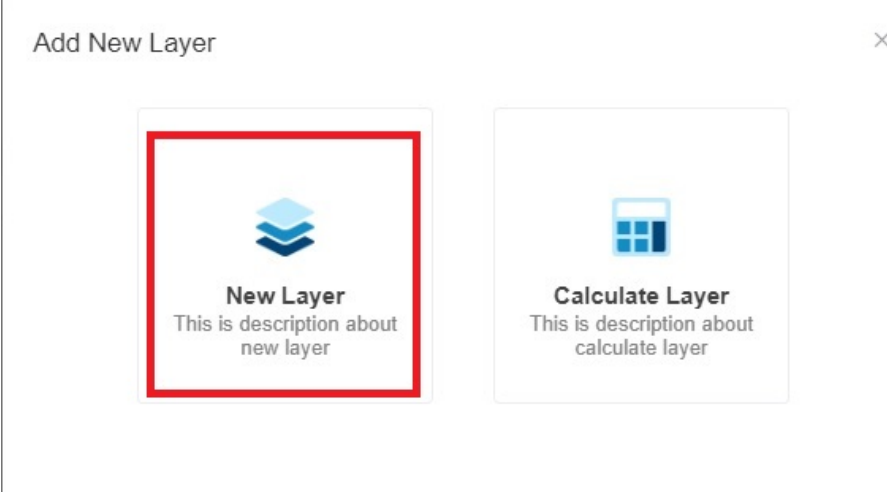 Add New Layer
New Layer
This is description about
new layer
Calculate Layer
This is description about
calculate layer